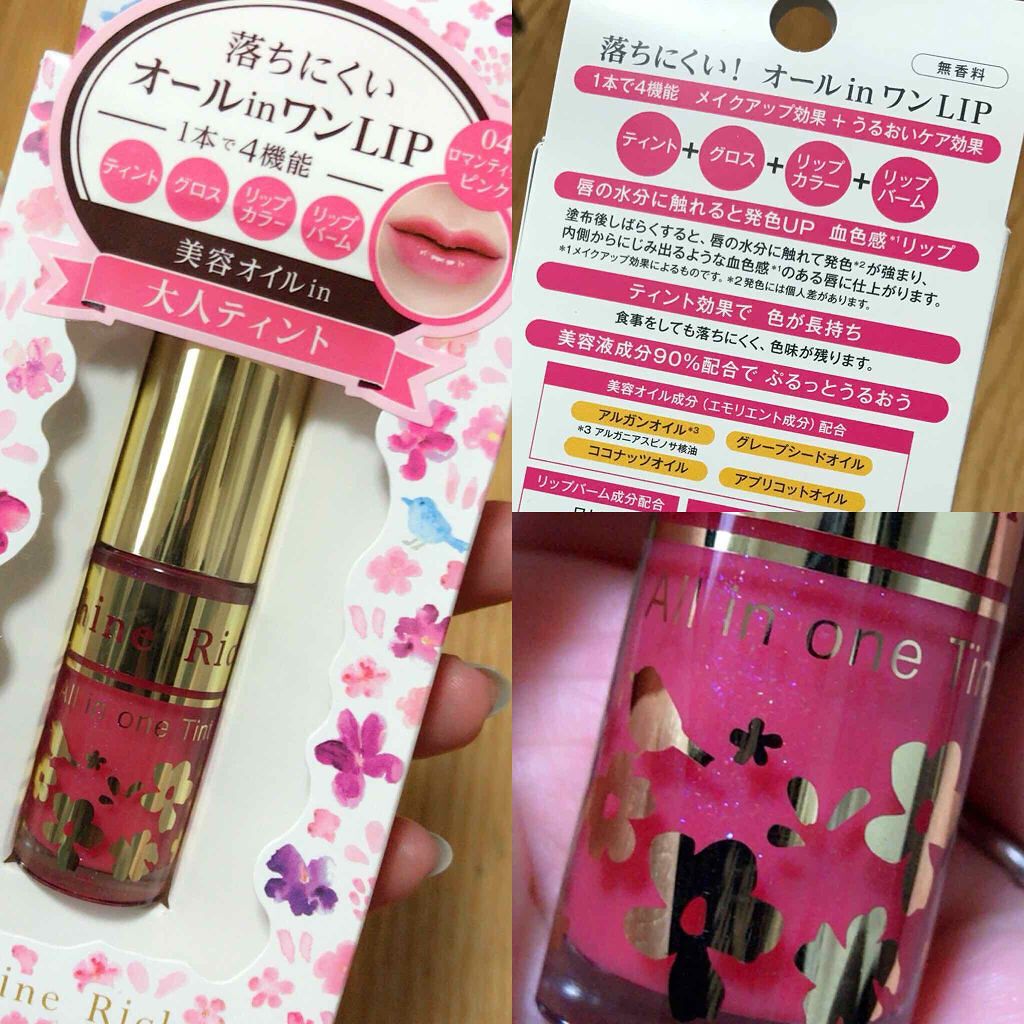 落ちにくい
オールinワンLIP
1本で4機能
ティント
グロス
リップ
カラー
リップ
バーム
04
ロマンティ
ピンク
美容オイルin
大人ティント
hine Ric
All in one Tint
ine Rich
無香料
落ちにくい! オールinワンLIP
1本で4機能 メイクアップ効果+うるおいケア効果
ティント+グロス+リップカラー+リップバーム
唇の水分に触れると発色UP 血色感*1リップ
塗布後しばらくすると、唇の水分に触れて発色*2が強まり、
内側からにじみ出るような血色感*1のある唇に仕上がります。
*1メイクアップ効果によるものです。*2発色には個人差があります。
ティント効果で 色が長持ち
食事をしても落ちにくく、色味が残ります。
美容液成分90%配合で ぷるっとうるおう
美容オイル成分(エモリエント成分)配合
アルガンオイル*3
グレープシードオイル
*3 アルガニアスピノサ核油
ココナッツオイル
アプリコットオイル
リップバーム成分配合
All in one Tin